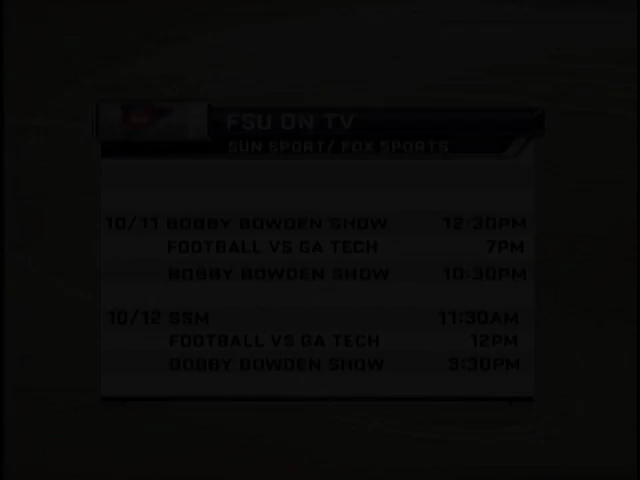 FSU ON TV
SUN SPORT/ FOX SPORTS
10/11 BOBBY BOWDEN SHOW 12:30PM
FOOTBALL VS GA TECH 7PM
BOBBY BOWDEN SHOW 10:30PM
10/12 SSM 11:30AM
FOOTBALL VS GA TECH 12PM
BOBBY BOWDEN SHOW 3:30PM